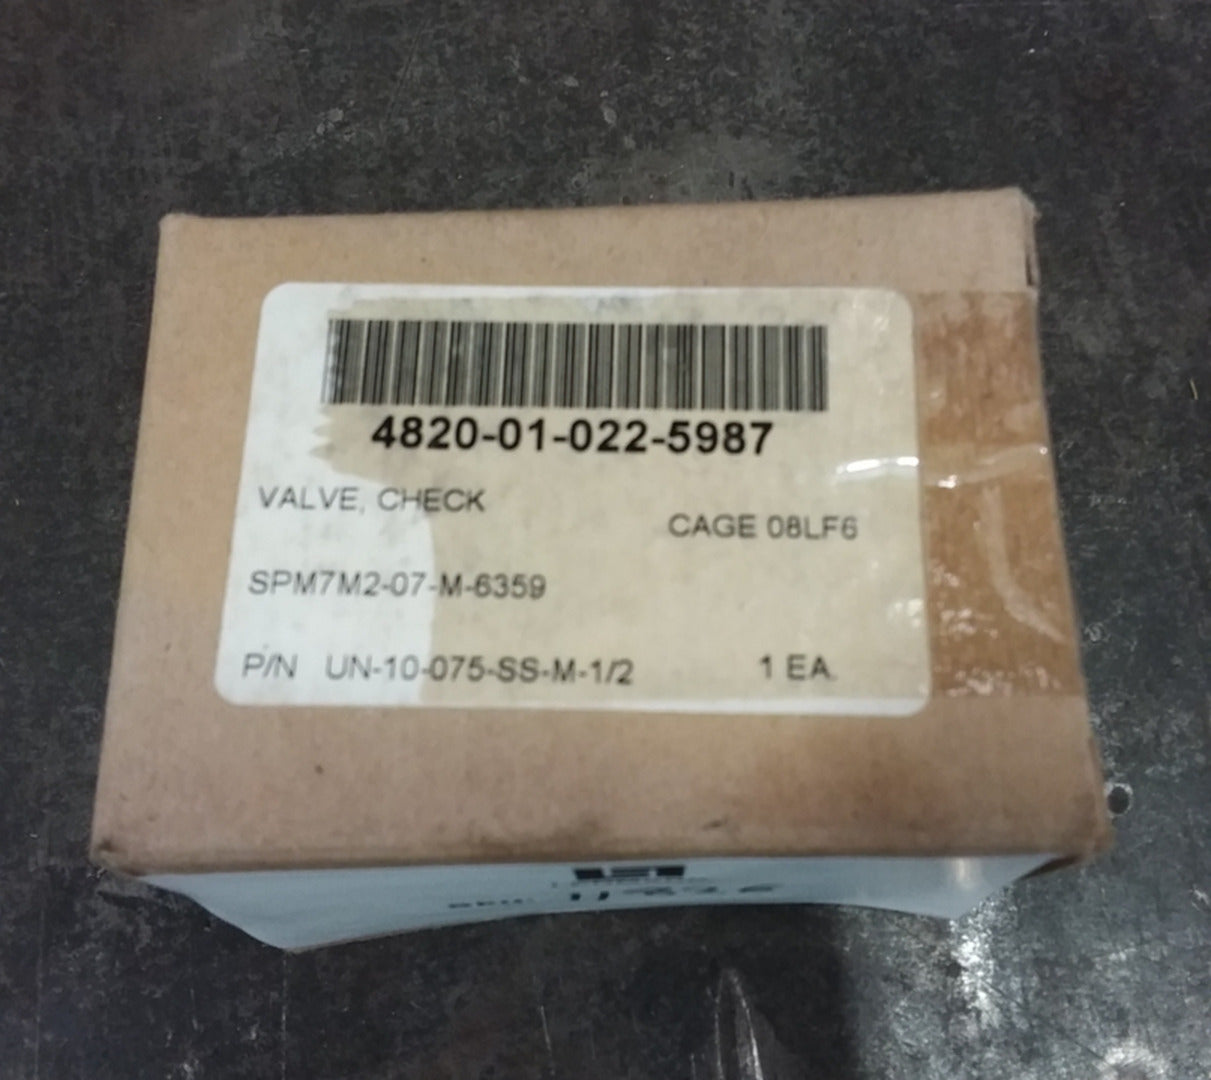 4820-01-022-5987
VALVE, CHECK
CAGE 08LF6
SPM7M2-07-M-6359
P/N UN-10-075-SS-M-1/2 1 EA